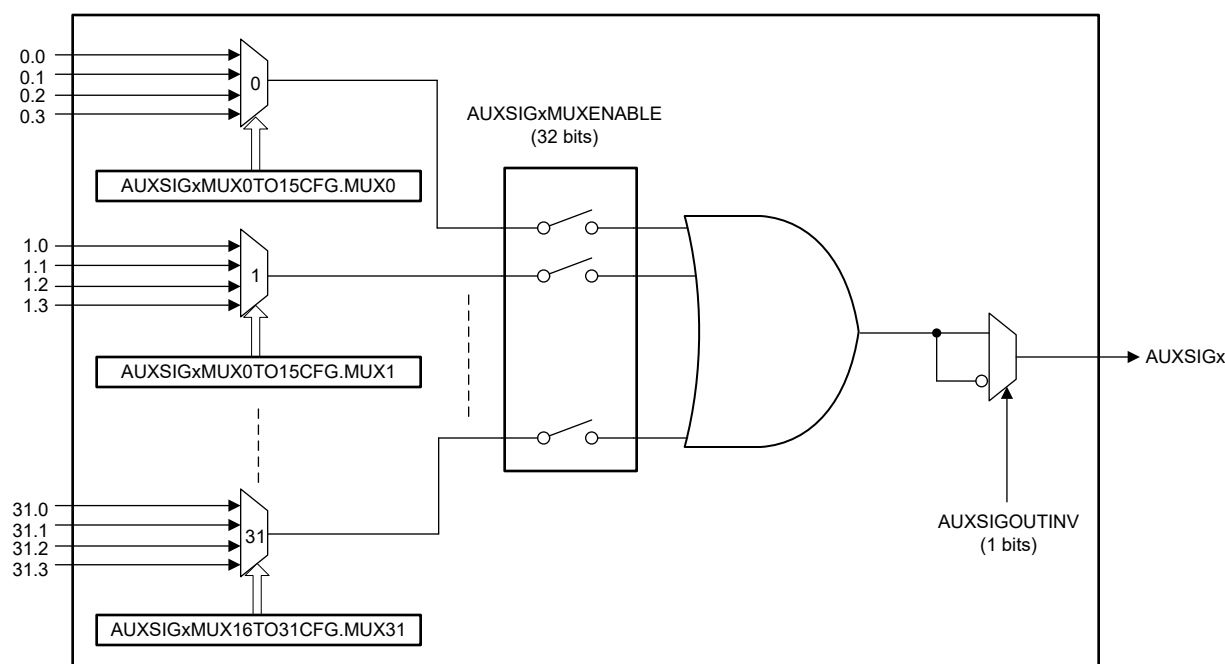 0.0
0.1
0.2
0.3
0
AUXSIGxMUX0TO15CFG.MUX0
AUXSIGxMUXENABLE
(32 bits)
1.0
1.1
1.2
1.3
1
AUXSIGxMUX0TO15CFG.MUX1
AUXSIGx
31.0
31.1
31.2
31.3
31
AUXSIGxMUX16TO31CFG.MUX31
AUXSIGOUTINV
(1 bits)